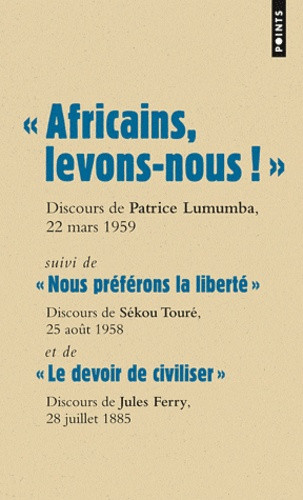 POINTS
« Africains,
levons-nous ! »
Discours de Patrice Lumumba,
22 mars 1959
suivi de
« Nous préférons la liberté »
Discours de Sékou Touré,
25 août 1958
et de
« Le devoir de civiliser »
Discours de Jules Ferry,
28 juillet 1885